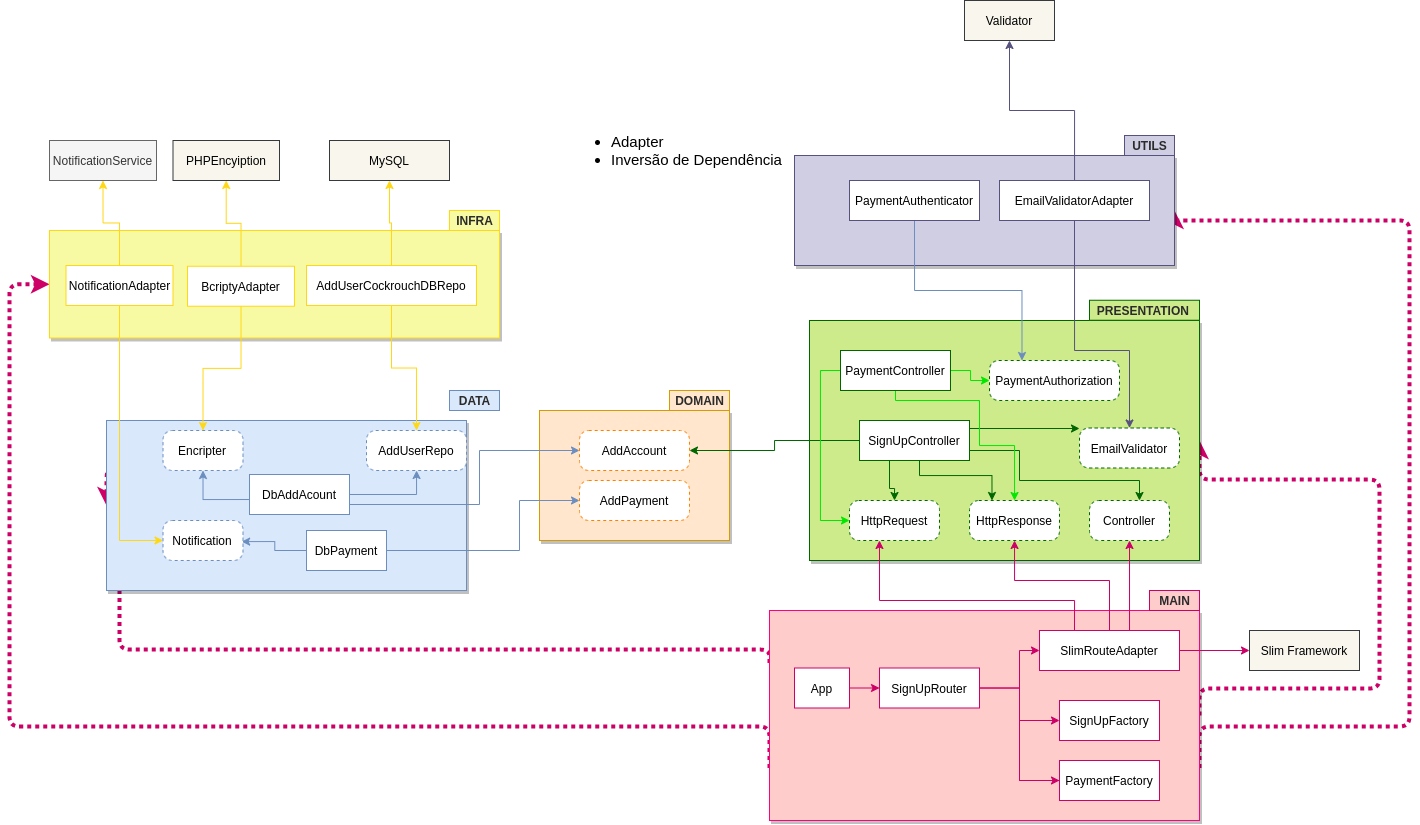 Validator
NotificationService
PHPEncyiption
MySQL
Adapter
Inversão de Dependência
UTILS
PaymentAuthenticator
EmailValidatorAdapter
INFRA
NotificationAdapter
BcriptyAdapter
AddUserCockrouchDBRepo
PRESENTATION
PaymentController
PaymentAuthorization
SignUpController
EmailValidator
HttpRequest
HttpResponse
Controller
DATA
Encripter
AddUserRepo
DbAddAcount
Notification
DbPayment
DOMAIN
AddAccount
AddPayment
MAIN
App
SignUpRouter
SlimRouteAdapter
Slim Framework
SignUpFactory
PaymentFactory